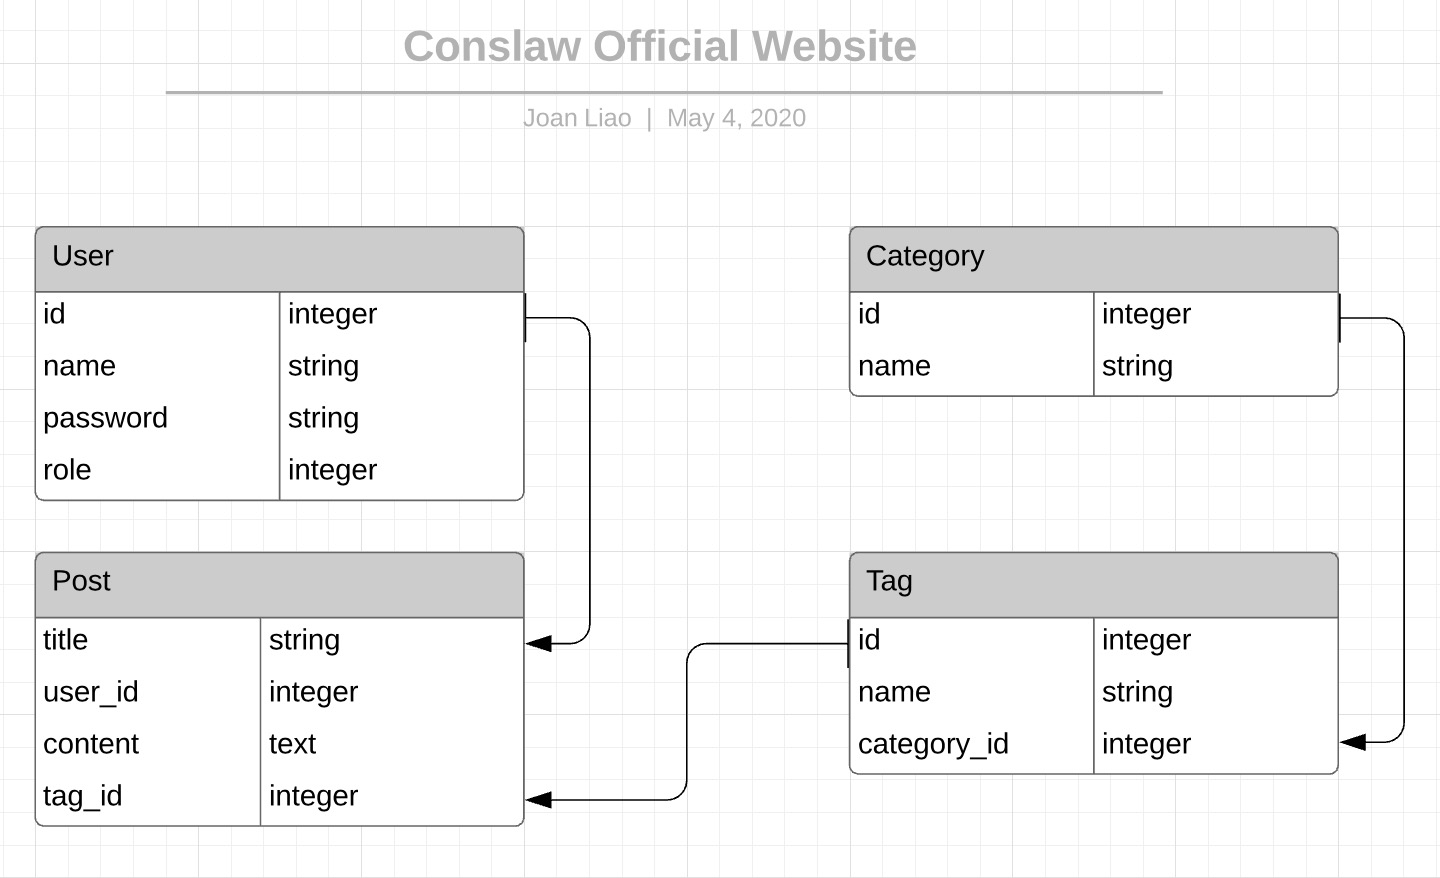 Conslaw Official Website
Joan Liao | May 4, 2020
User
id integer
name string
password string
role integer
Category
id integer
name string
Post
title string
user_id integer
content text
tag_id integer
Tag
id integer
name string
category_id integer